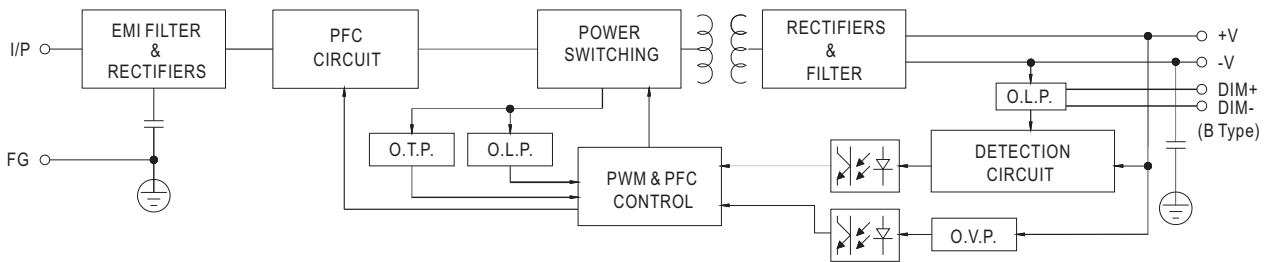 I/P
EMI FILTER
&
RECTIFIERS
PFC
CIRCUIT
POWER
SWITCHING
RECTIFIERS
&
FILTER
+V
-V
DIM+
DIM-
(B Type)
O.L.P.
FG
O.T.P.
O.L.P.
PWM & PFC
CONTROL
DETECTION
CIRCUIT
O.V.P.